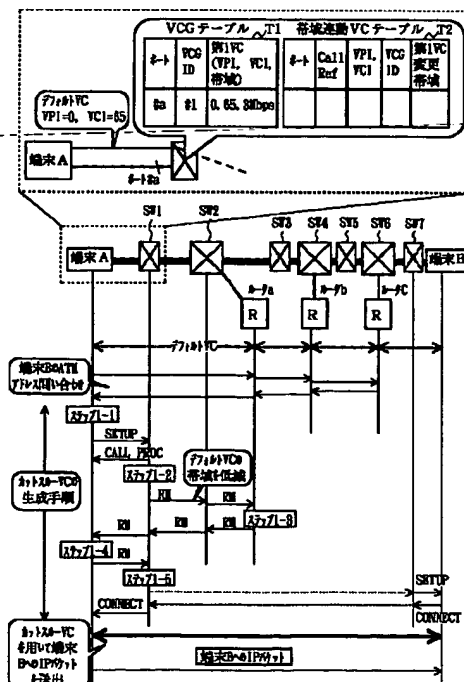 VCGテーブル T1 帯域連動VCテーブル T2
ポート VCG ID 第1VC (VPI, VCI, 帯域)
#a #1 0.65.3Mbps
ポート Call Ref VPI, VCI VCG ID 第1VC 変更 帯域
デフォルトVC
VPI=0, VCI=65
端末A
ポート#a
SW1 SW2 SW3 SW4 SW5 SW6 SW7
端末A 端末B
ルータa ルータb ルータC
R R R
デフォルトVC
端末BのATM
アドレス問い合わせ
ステップ1-1
SETUP
CALL PROC
ステップ1-2
デフォルトVCの
帯域を低減
カットスルーVCの
生成手順
RM RM
RM RM RM
ステップ1-3
ステップ1-4
RM
ステップ1-5
SETUP
CONNECT
CONNECT
カットスルーVC
を用いて端末
BへのIPパケット
を送出
端末BへのIPパケット